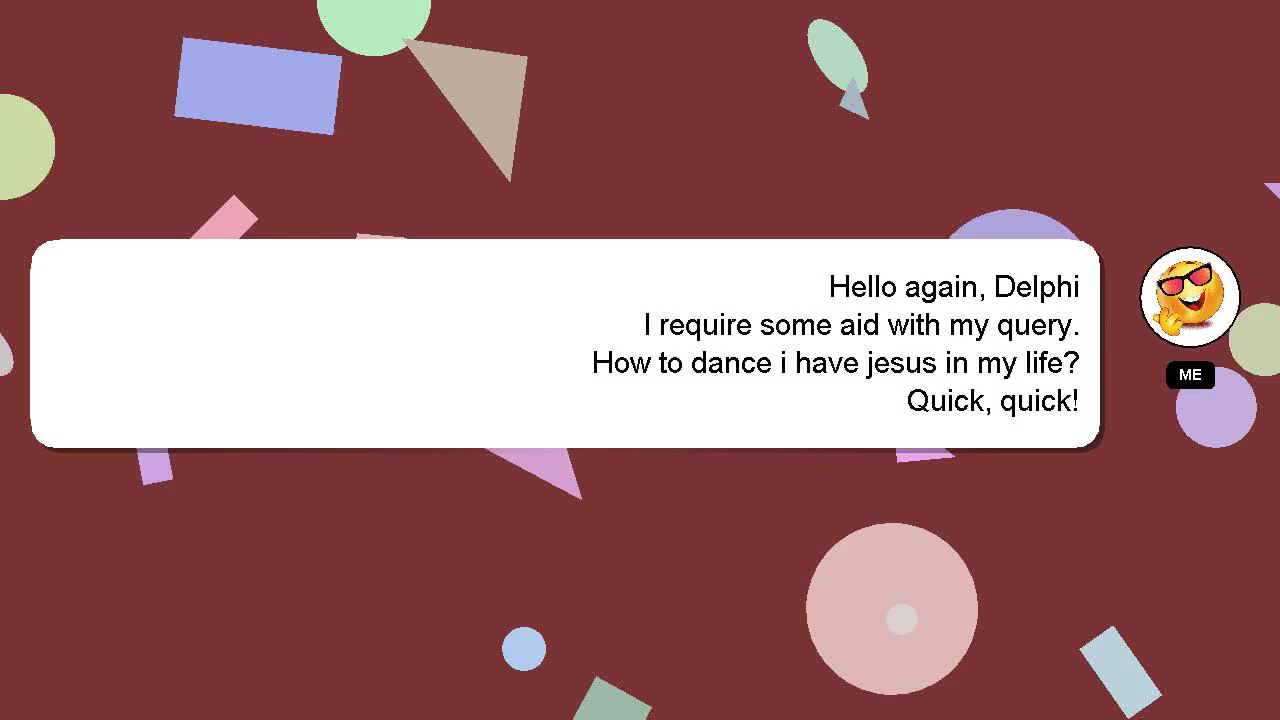 Hello again, Delphi
I require some aid with my query.
How to dance i have jesus in my life?
Quick, quick!
ME